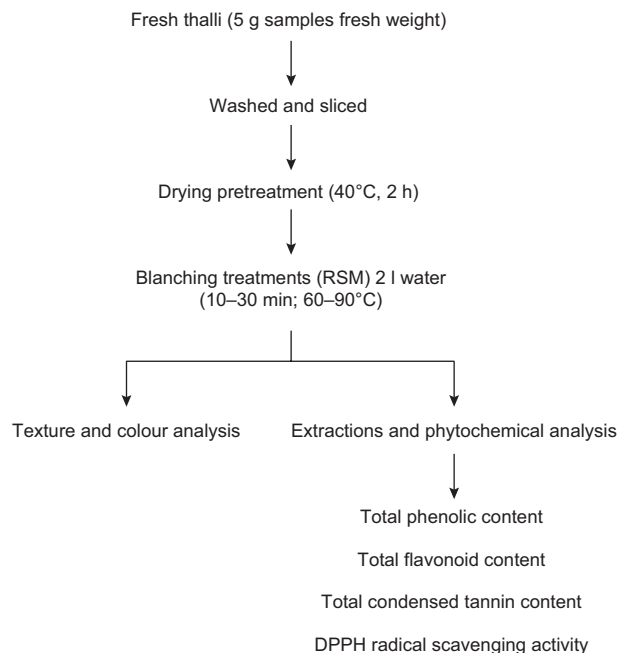 Fresh thalli (5 g samples fresh weight)
Washed and sliced
Drying pretreatment (40°C, 2 h)
Blanching treatments (RSM) 2 l water
(10–30 min; 60–90°C)
Texture and colour analysis
Extractions and phytochemical analysis
Total phenolic content
Total flavonoid content
Total condensed tannin content
DPPH radical scavenging activity